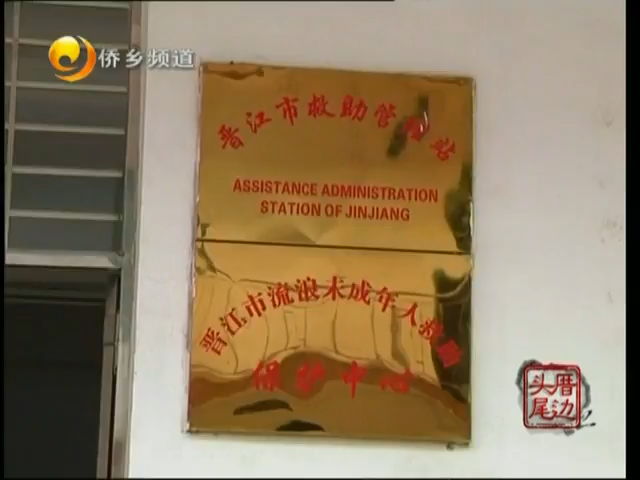 侨乡频道
晋江市救助管理站
ASSISTANCE ADMINISTRATION
STATION OF JINJIANG
晋江市流浪未成年人救助
保护中心
厝边
头尾